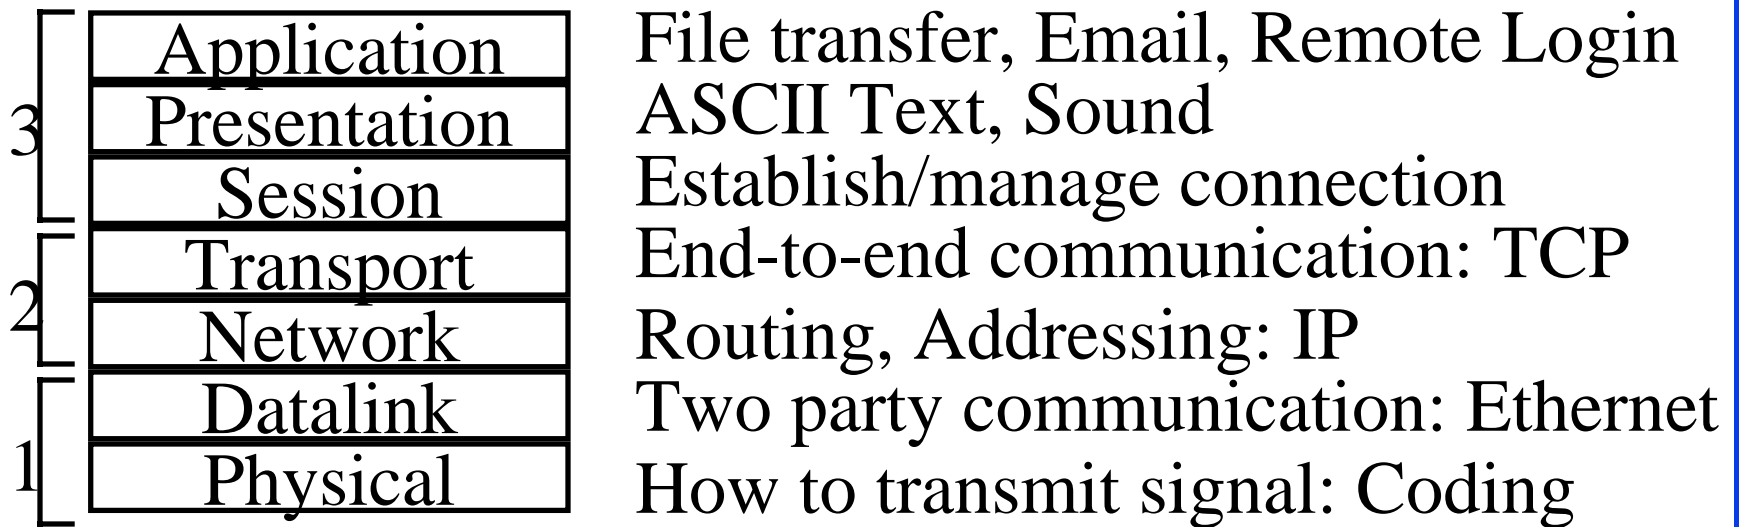 Application File transfer, Email, Remote Login
3 Presentation ASCII Text, Sound
Session Establish/manage connection
Transport End-to-end communication: TCP
2 Network Routing, Addressing: IP
Datalink Two party communication: Ethernet
1 Physical How to transmit signal: Coding